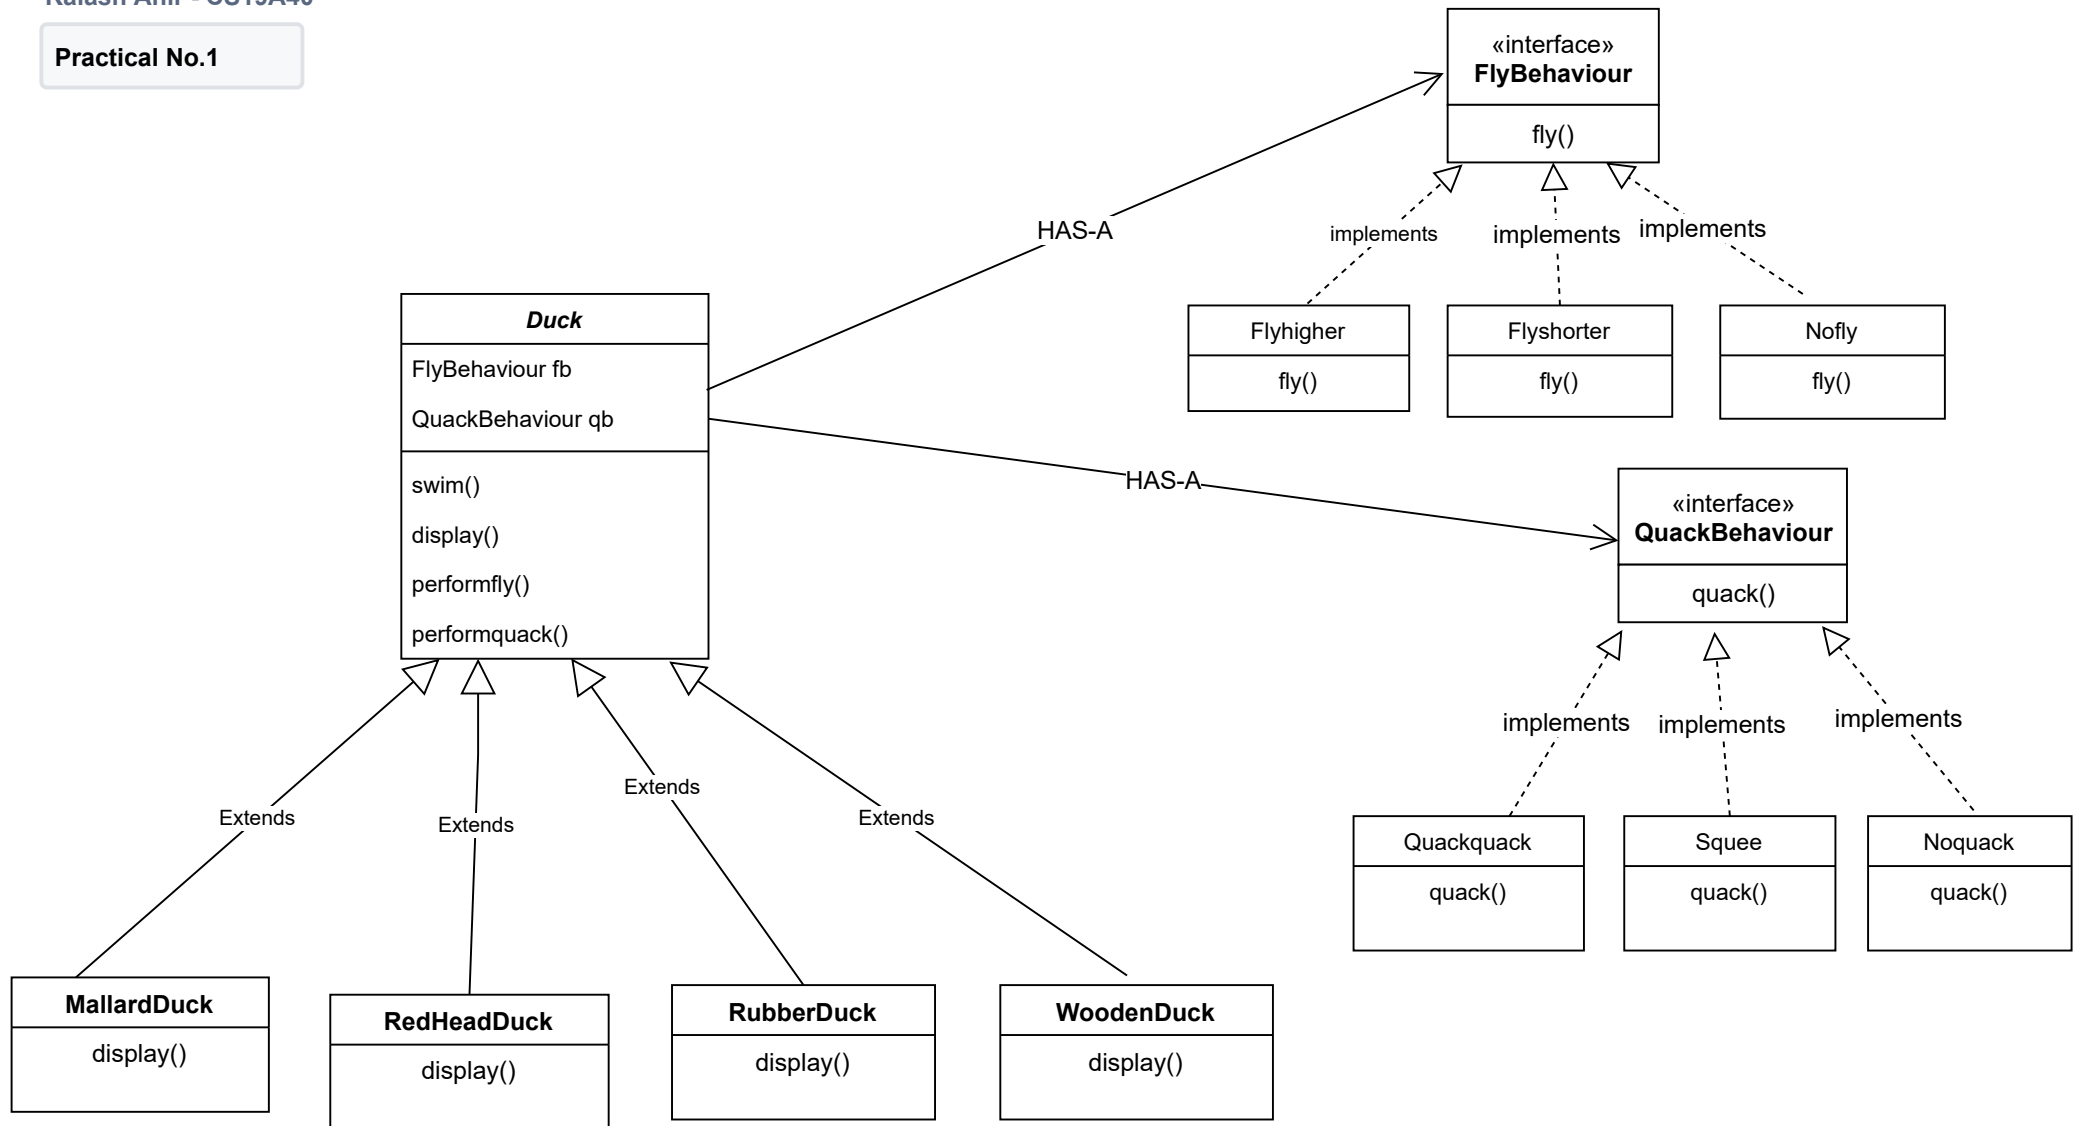 Practical No.1
«interface»
FlyBehaviour
fly()
HAS-A
implements
implements
implements
Flyhigher
fly()
Flyshorter
fly()
Nofly
fly()
Duck
FlyBehaviour fb
QuackBehaviour qb
swim()
display()
performfly()
performquack()
HAS-A
«interface»
QuackBehaviour
quack()
implements
implements
implements
Quackquack
quack()
Squee
quack()
Noquack
quack()
Extends
Extends
Extends
Extends
MallardDuck
display()
RedHeadDuck
display()
RubberDuck
display()
WoodenDuck
display()